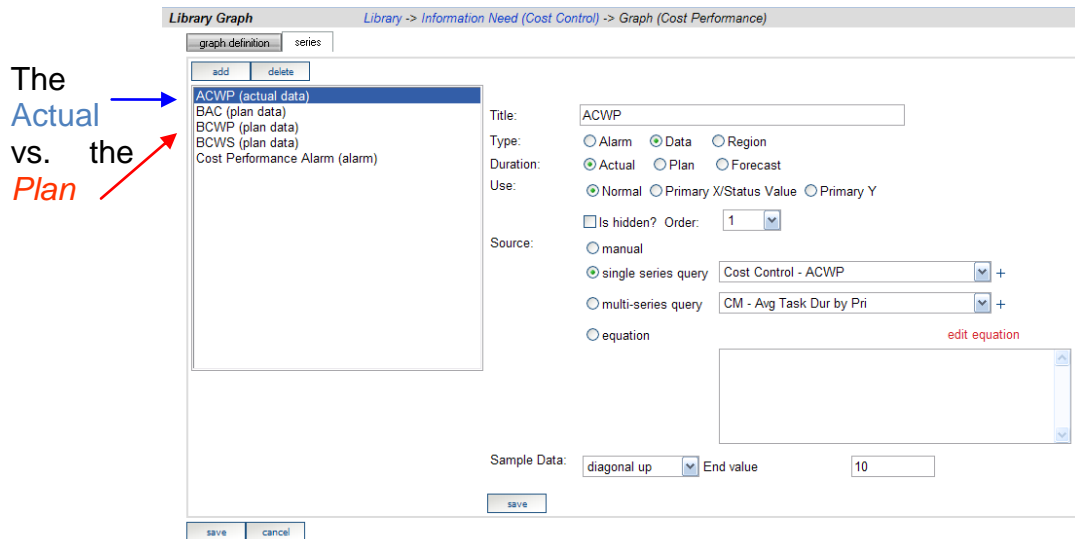 Library Graph Library -> Information Need (Cost Control) -> Graph (Cost Performance)
graph definition series
The
Actual
vs. the
Plan
add delete
ACWP (actual data)
BAC (plan data)
BCWP (plan data)
BCWS (plan data)
Cost Performance Alarm (alarm)
Title: ACWP
Type: Alarm Data Region
Duration: Actual Plan Forecast
Use: Normal Primary X/Status Value Primary Y
Is hidden? Order: 1
Source: manual
single series query Cost Control - ACWP +
multi-series query CM - Avg Task Dur by Pri +
equation edit equation
Sample Data: diagonal up End value 10
save
save cancel